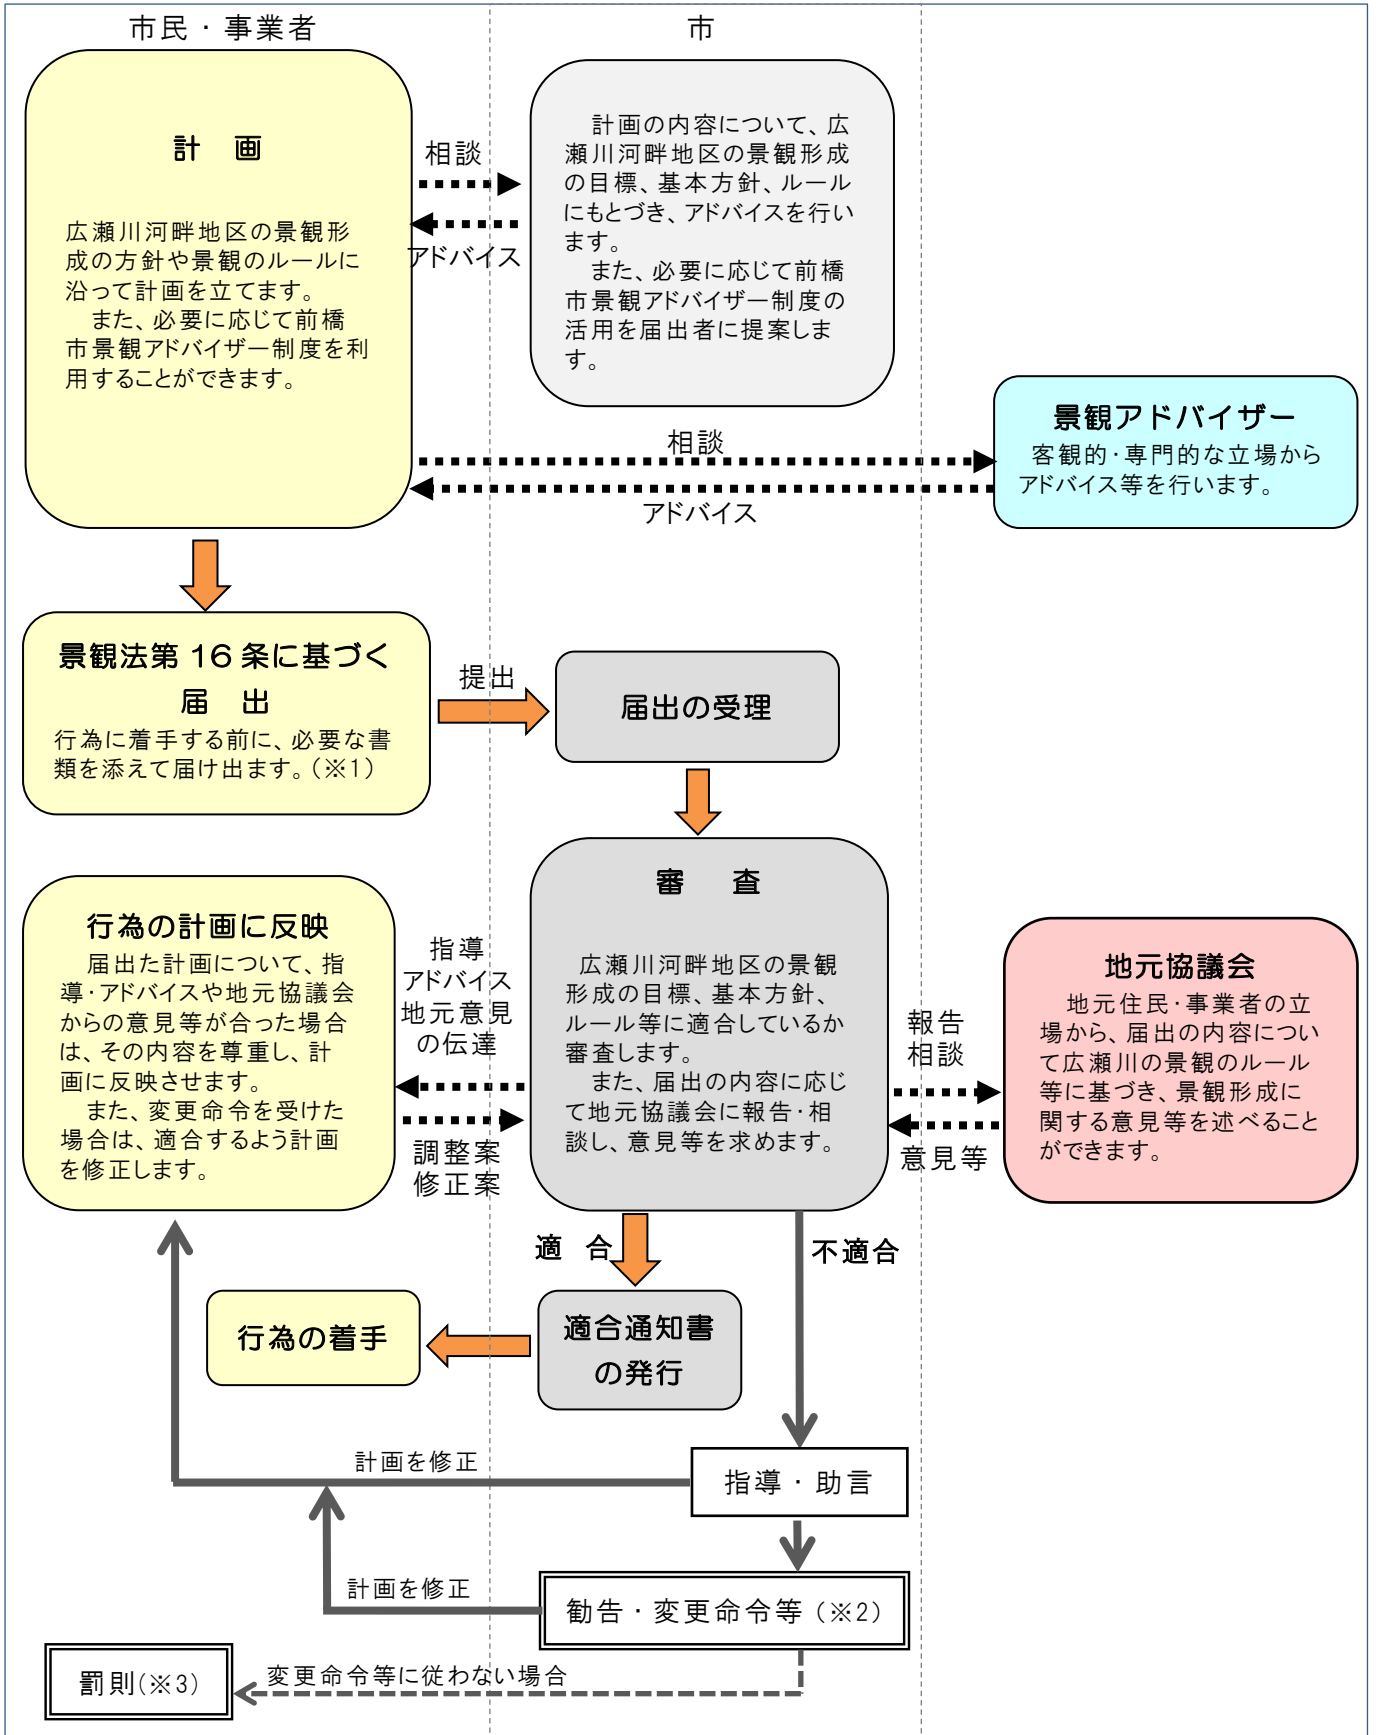 市民・事業者
市
計　画
広瀬川河畔地区の景観形
成の方針や景観のルールに
沿って計画を立てます。
　また、必要に応じて前橋
市景観アドバイザー制度を利
用することができます。
相談
アドバイス
　計画の内容について、広
瀬川河畔地区の景観形成
の目標、基本方針、ルール
にもとづき、アドバイスを行い
ます。
　また、必要に応じて前橋
市景観アドバイザー制度の
活用を届出者に提案しま
す。
相談
アドバイス
景観アドバイザー
　客観的・専門的な立場から
アドバイス等を行います。
景観法第 16 条に基づく
届　出
行為に着手する前に、必要な書
類を添えて届け出ます。（※1）
提出
届出の受理
審　査
　広瀬川河畔地区の景観
形成の目標、基本方針、
ルール等に適合しているか
審査します。
　また、届出の内容に応じ
て地元協議会に報告・相
談し、意見等を求めます。
行為の計画に反映
　届出た計画について、指
導・アドバイスや地元協議会
からの意見等が合った場合
は、その内容を尊重し、計
画に反映させます。
　また、変更命令を受けた
場合は、適合するよう計画
を修正します。
指導
アドバイス
地元意見
の伝達
調整案
修正案
報告
相談
意見等
地元協議会
　地元住民・事業者の立
場から、届出の内容につい
て広瀬川の景観のルール
等に基づき、景観形成に
関する意見等を述べること
ができます。
適　合
不適合
行為の着手
適合通知書
の発行
計画を修正
指導・助言
計画を修正
勧告・変更命令等（※2）
罰則(※3)
変更命令等に従わない場合